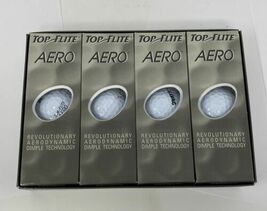 TOP-FLITE TOP-FLITE TOP-FLITE TOP-FLITE
AERO AERO AERO AERO
REVOLUTIONARY REVOLUTIONARY REVOLUTIONARY REVOLUTIONARY
AERODYNAMIC AERODYNAMIC AERODYNAMIC AERODYNAMIC
DIMPLE TECHNOLOGY DIMPLE TECHNOLOGY DIMPLE TECHNOLOGY DIMPLE TECHNOLOGY